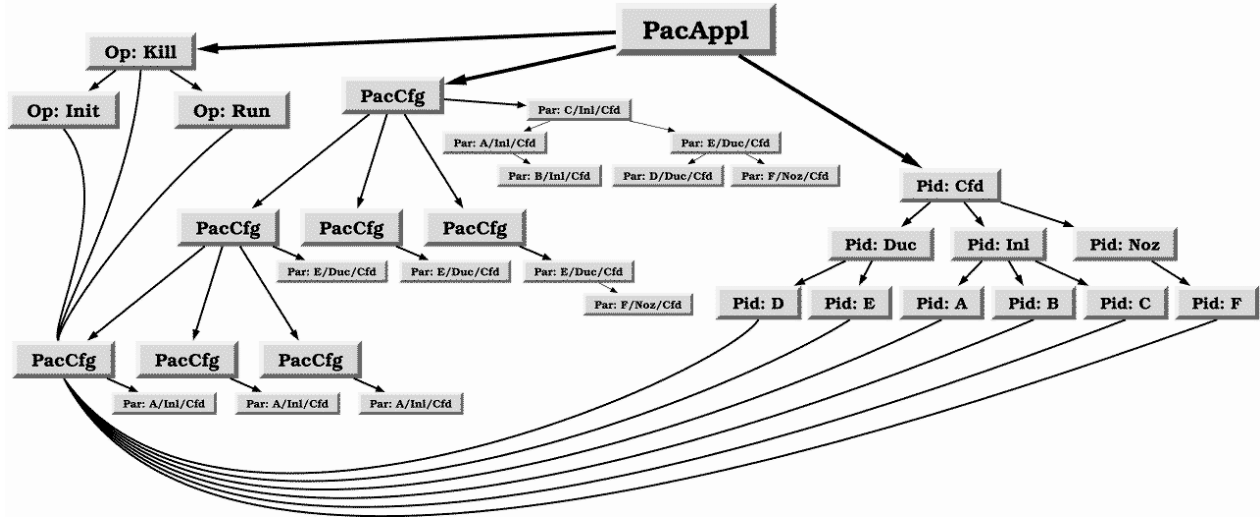 PacAppl
Op: Kill
Op: Init
Op: Run
PacCfg
Par: C/Inl/Cfd
Par: A/Inl/Cfd
Par: E/Duc/Cfd
Par: B/Inl/Cfd
Par: D/Duc/Cfd
Par: F/Noz/Cfd
Pid: Cfd
PacCfg
PacCfg
PacCfg
Pid: Duc
Pid: Inl
Pid: Noz
Par: E/Duc/Cfd
Par: E/Duc/Cfd
Par: E/Duc/Cfd
Par: F/Noz/Cfd
Pid: D
Pid: E
Pid: A
Pid: B
Pid: C
Pid: F
PacCfg
PacCfg
PacCfg
Par: A/Inl/Cfd
Par: A/Inl/Cfd
Par: A/Inl/Cfd